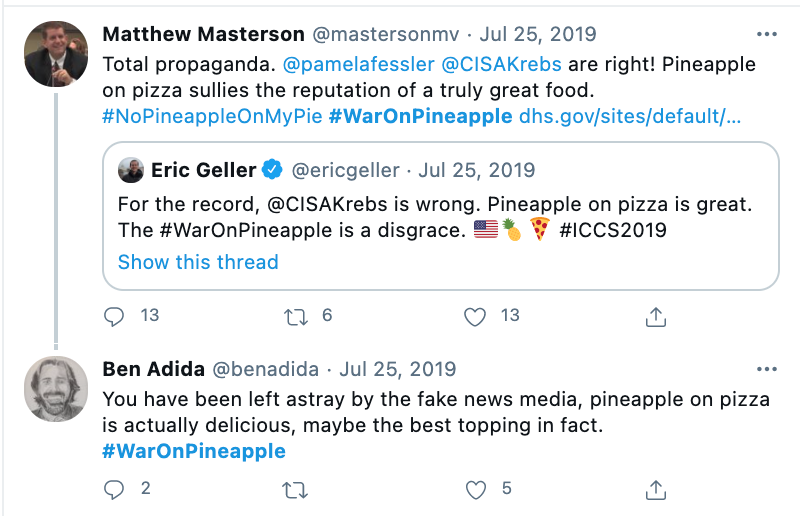 Matthew Masterson @mastersonmv · Jul 25, 2019
Total propaganda. @pamelafessler @CISAKrebs are right! Pineapple
on pizza sullies the reputation of a truly great food.
#NoPineappleOnMyPie #WarOnPineapple dhs.gov/sites/default/...
Eric Geller @ericgeller · Jul 25, 2019
For the record, @CISAKrebs is wrong. Pineapple on pizza is great.
The #WarOnPineapple is a disgrace. 🇺🇸🍍 🍕 #ICCS2019
Show this thread
13 6 13
Ben Adida @benadida · Jul 25, 2019
You have been left astray by the fake news media, pineapple on pizza
is actually delicious, maybe the best topping in fact.
#WarOnPineapple
2 5